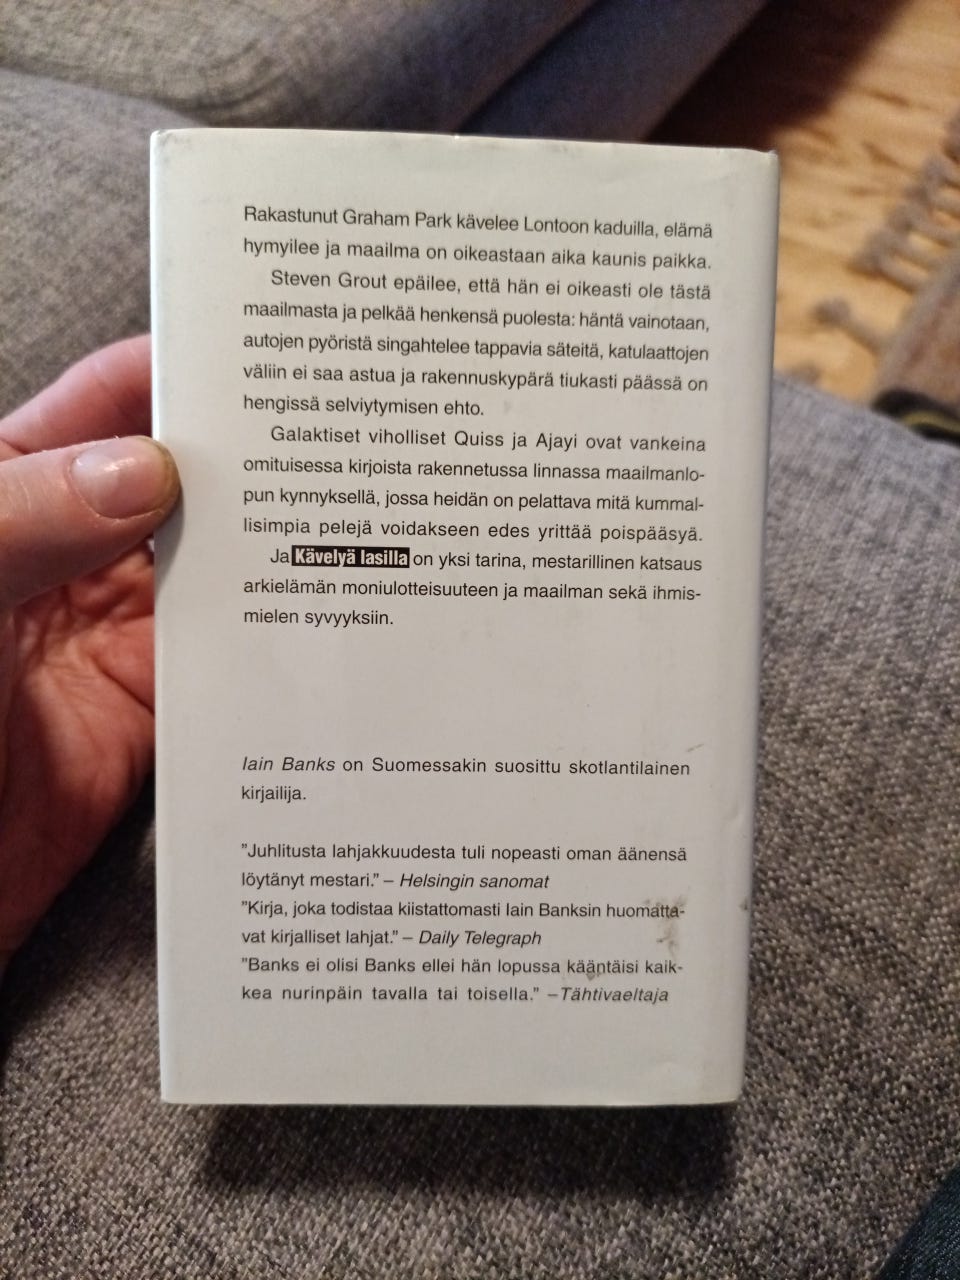 Rakastunut Graham Park kävelee Lontoon kaduilla, elämä
hymyilee ja maailma on oikeastaan aika kaunis paikka.
Steven Grout epäilee, että hän ei oikeasti ole tästä
maailmasta ja pelkää henkensä puolesta: häntä vainotaan,
autojen pyöristä singahtelee tappavia säteitä, katulaattojen
väliin ei saa astua ja rakennuskypärä tiukasti päässä on
hengissä selviytymisen ehto.
Galaktiset viholliset Quiss ja Ajayi ovat vankeina
omituisessa kirjoista rakennetussa linnassa maailmanlo-
pun kynnyksellä, jossa heidän on pelattava mitä kummal-
lisimpia pelejä voidakseen edes yrittää poispääsyä.
Ja Kävelyä lasilla on yksi tarina, mestarillinen katsaus
arkielämän moniulotteisuuteen ja maailman sekä ihmis-
mielen syvyyksiin.
Iain Banks on Suomessakin suosittu skotlantilainen
kirjailija.
"Juhlitusta lahjakkuudesta tuli nopeasti oman äänensä
löytänyt mestari." – Helsingin sanomat
"Kirja, joka todistaa kiistattomasti Iain Banksin huomatta-
vat kirjalliset lahjat." – Daily Telegraph
"Banks ei olisi Banks ellei hän lopussa kääntäisi kaik-
kea nurinpäin tavalla tai toisella." –Tähtivaeltaja